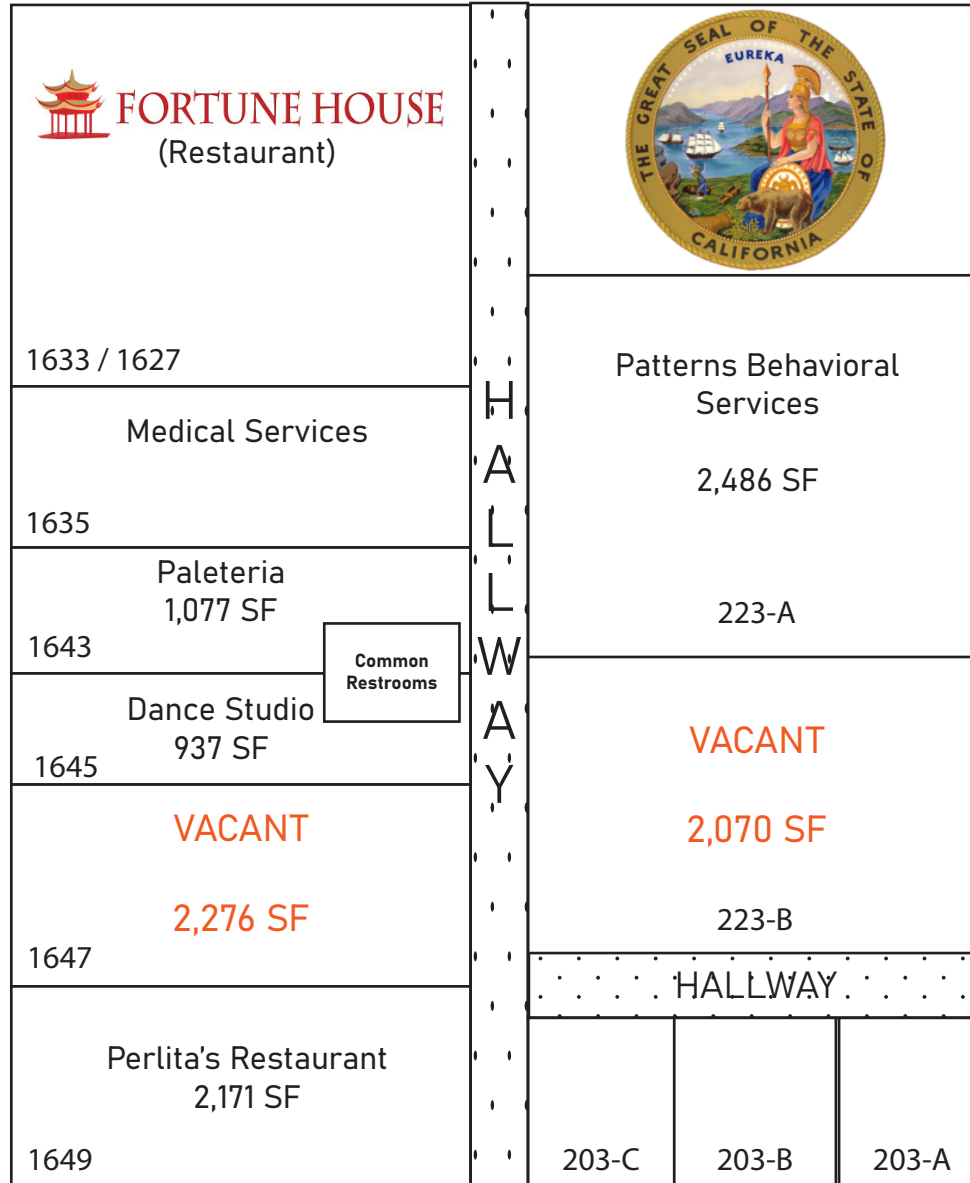 FORTUNE HOUSE
(Restaurant)
1633 / 1627
Medical Services
1635
Paleteria
1,077 SF
1643
Common
Restrooms
Dance Studio
937 SF
1645
VACANT
2,276 SF
1647
Perlita's Restaurant
2,171 SF
1649
HALLWAY
THE GREAT SEAL OF THE STATE OF CALIFORNIA
EUREKA
Patterns Behavioral
Services
2,486 SF
223-A
VACANT
2,070 SF
223-B
HALLWAY
203-C
203-B
203-A